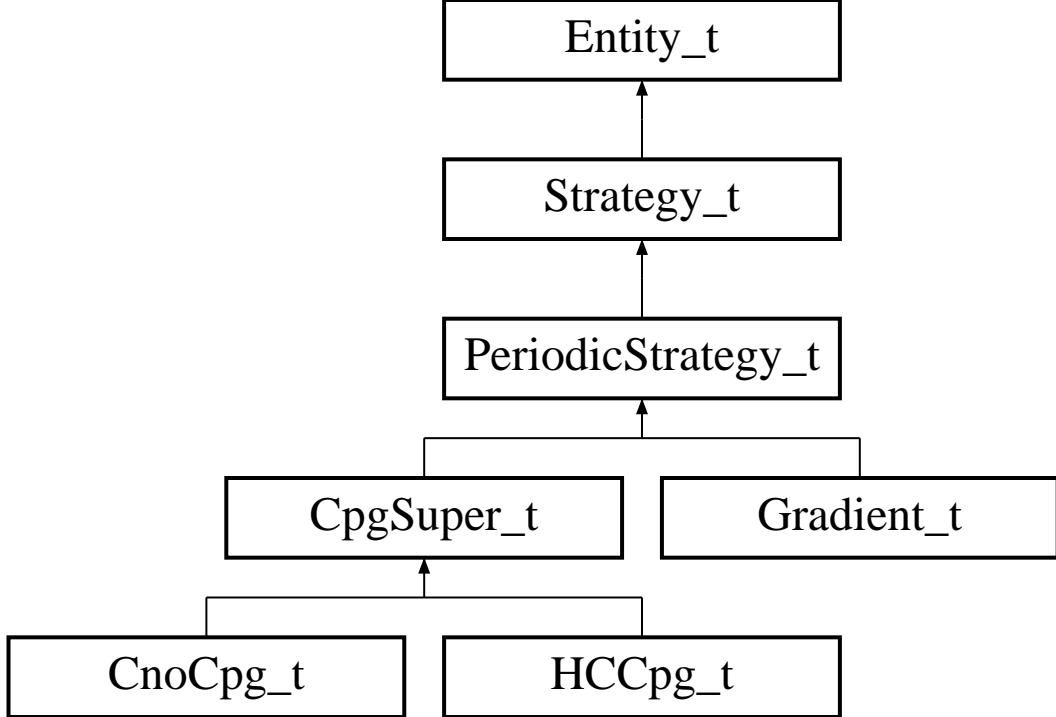 Entity_t
Strategy_t
PeriodicStrategy_t
CpgSuper_t
Gradient_t
CnoCpg_t
HCCpg_t